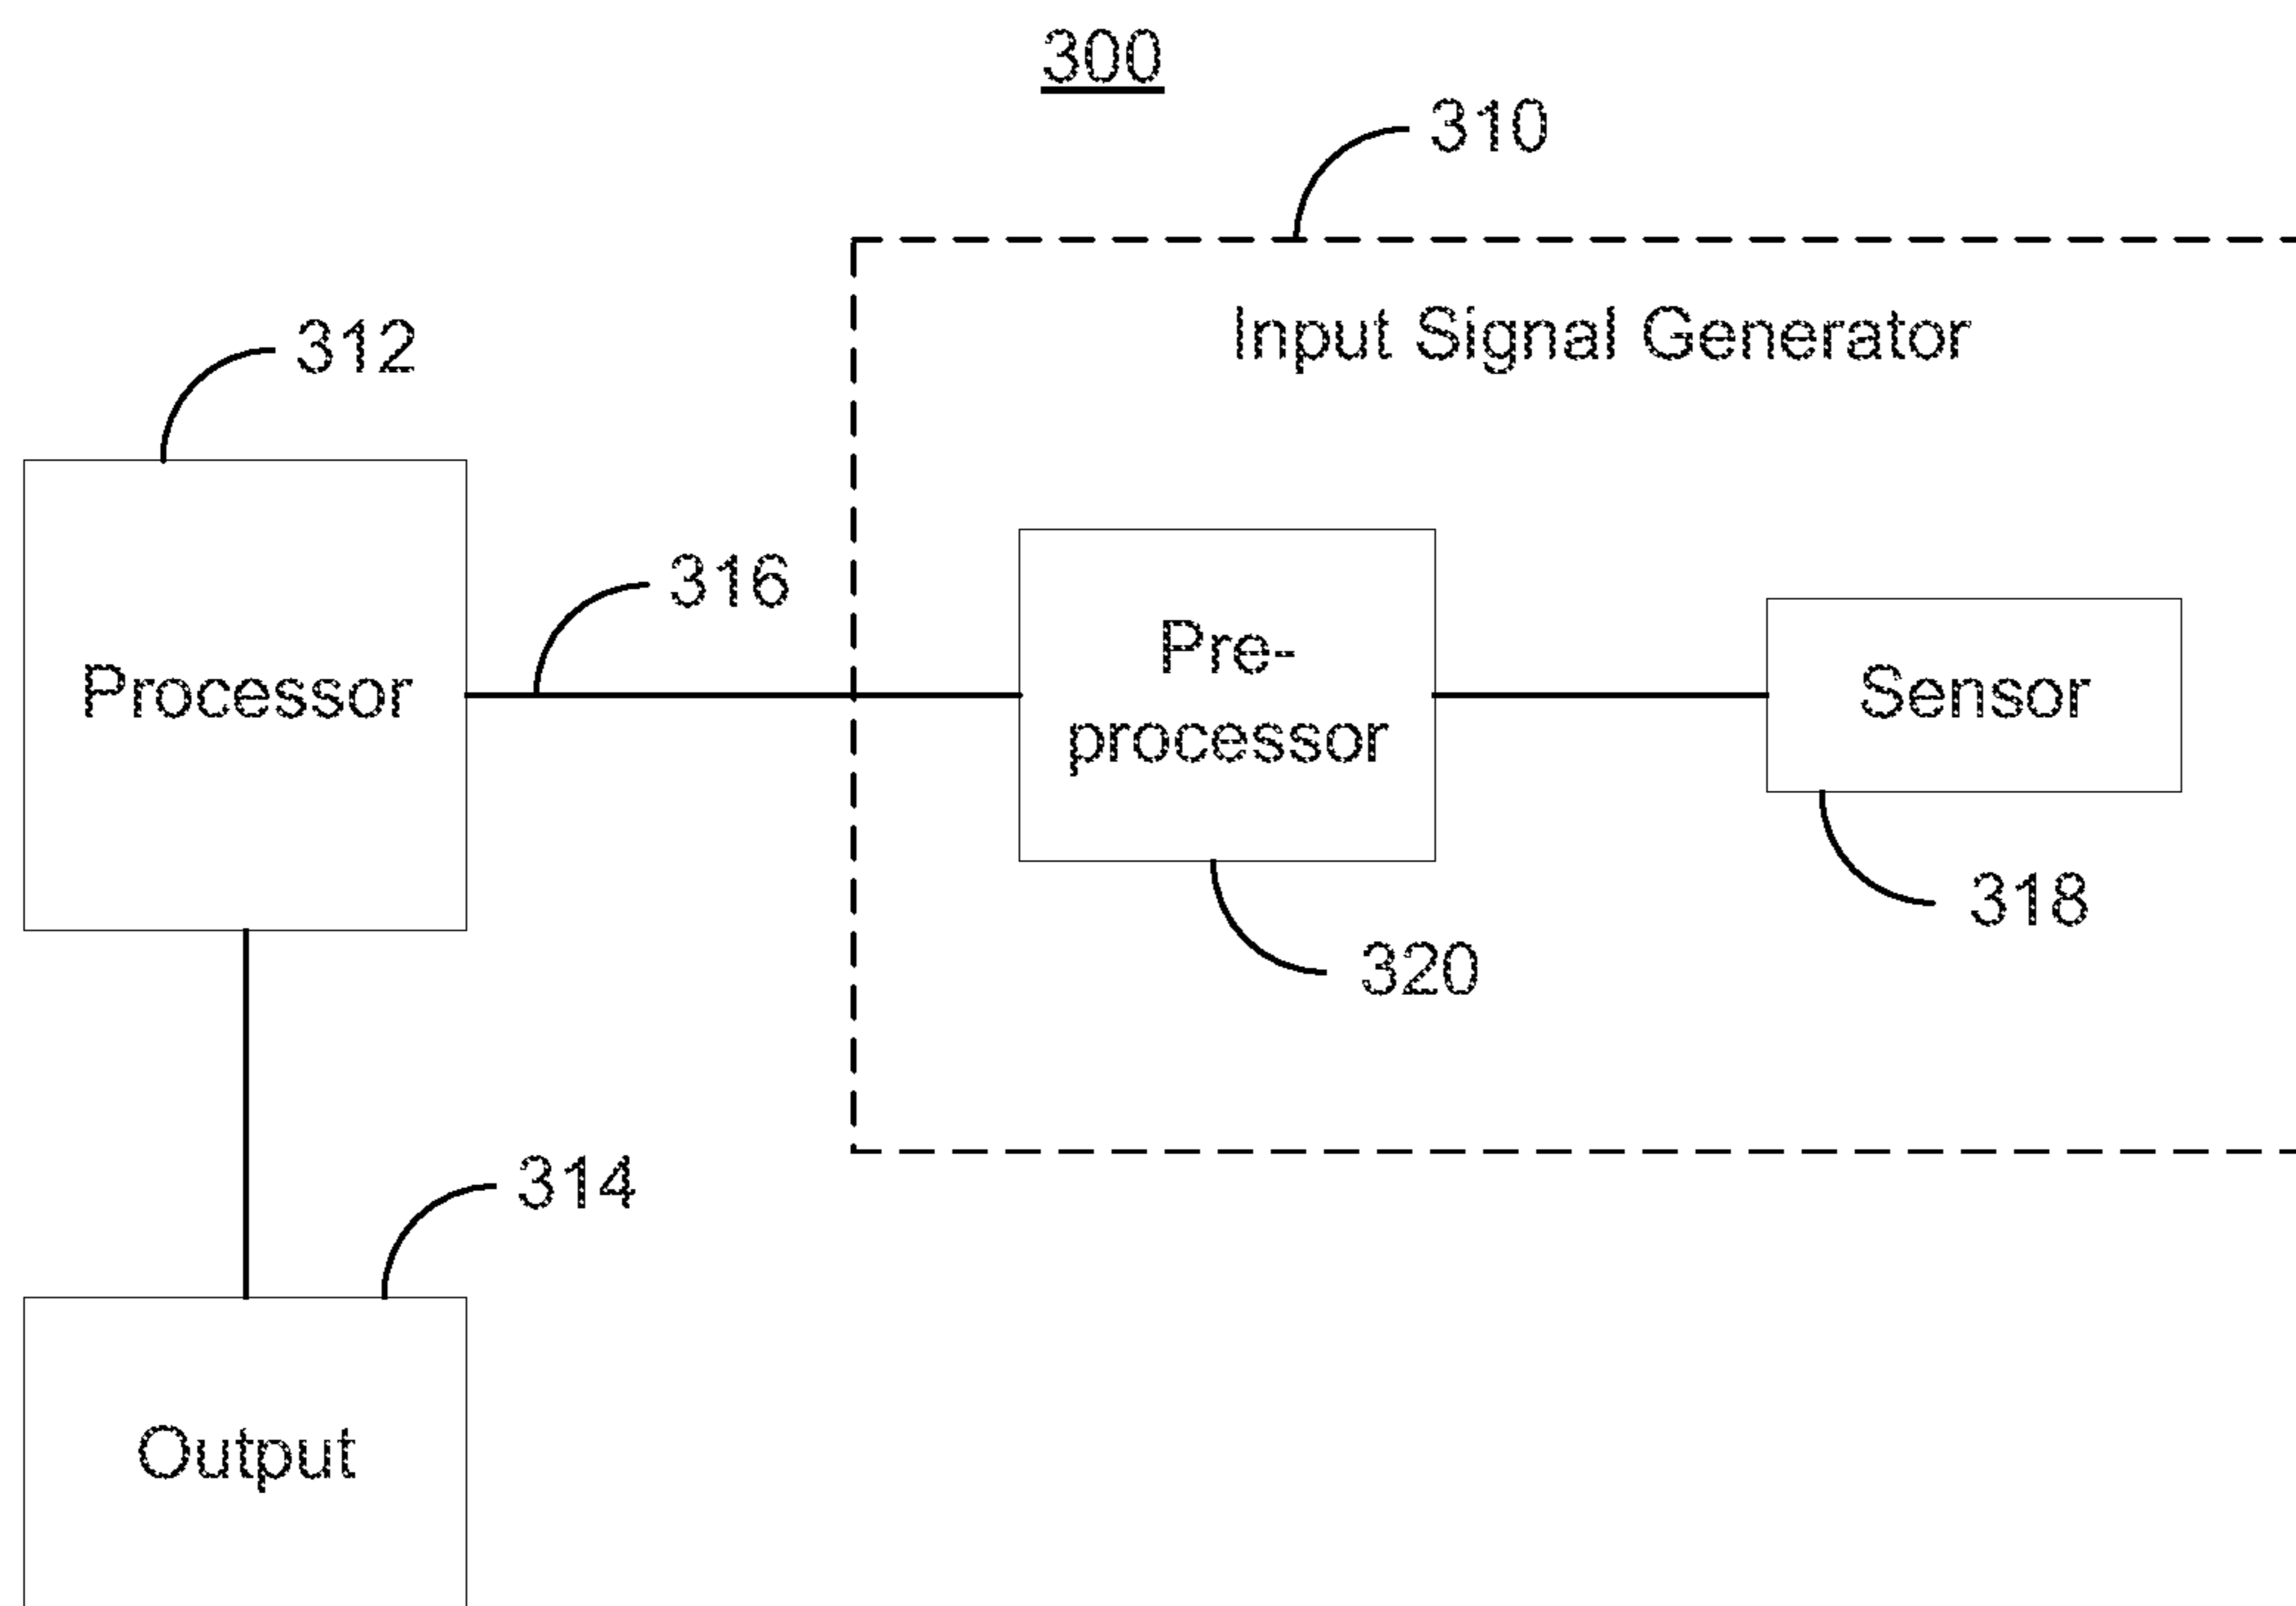 300
310
Input Signal Generator
312
Processor
316
Pre-
processor
Sensor
318
320
314
Output